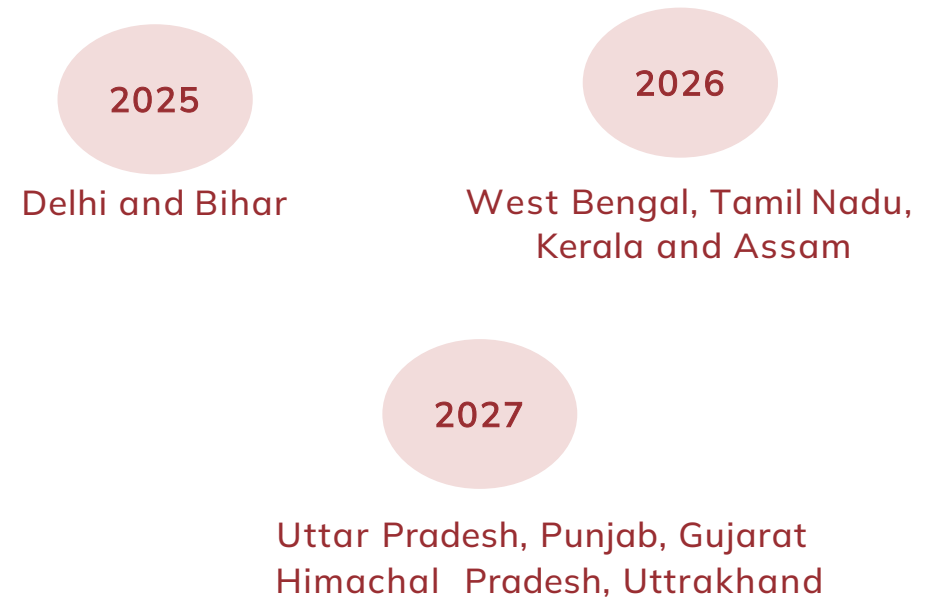 2025
Delhi and Bihar
2026
West Bengal, Tamil Nadu,
Kerala and Assam
2027
Uttar Pradesh, Punjab, Gujarat
Himachal Pradesh, Uttrakhand